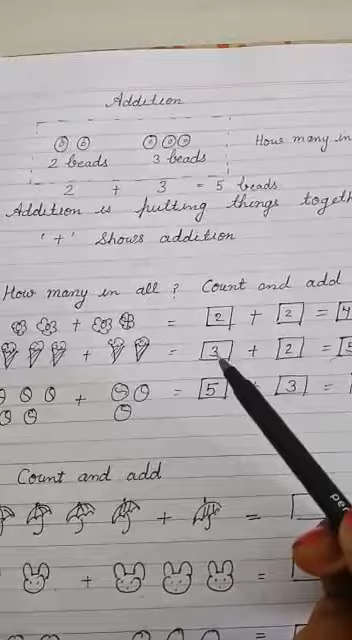 Addition
How many in
2 beads 3 beads
2 + 3 = 5 beads
Addition is putting things togeth
'+' Shows addition
How many in all ? Count and add
+ = 2 + 2 = 4
+ = 3 + 2 = 5
+ = 5 + 3 =
Count and add
+ =
+ =
=